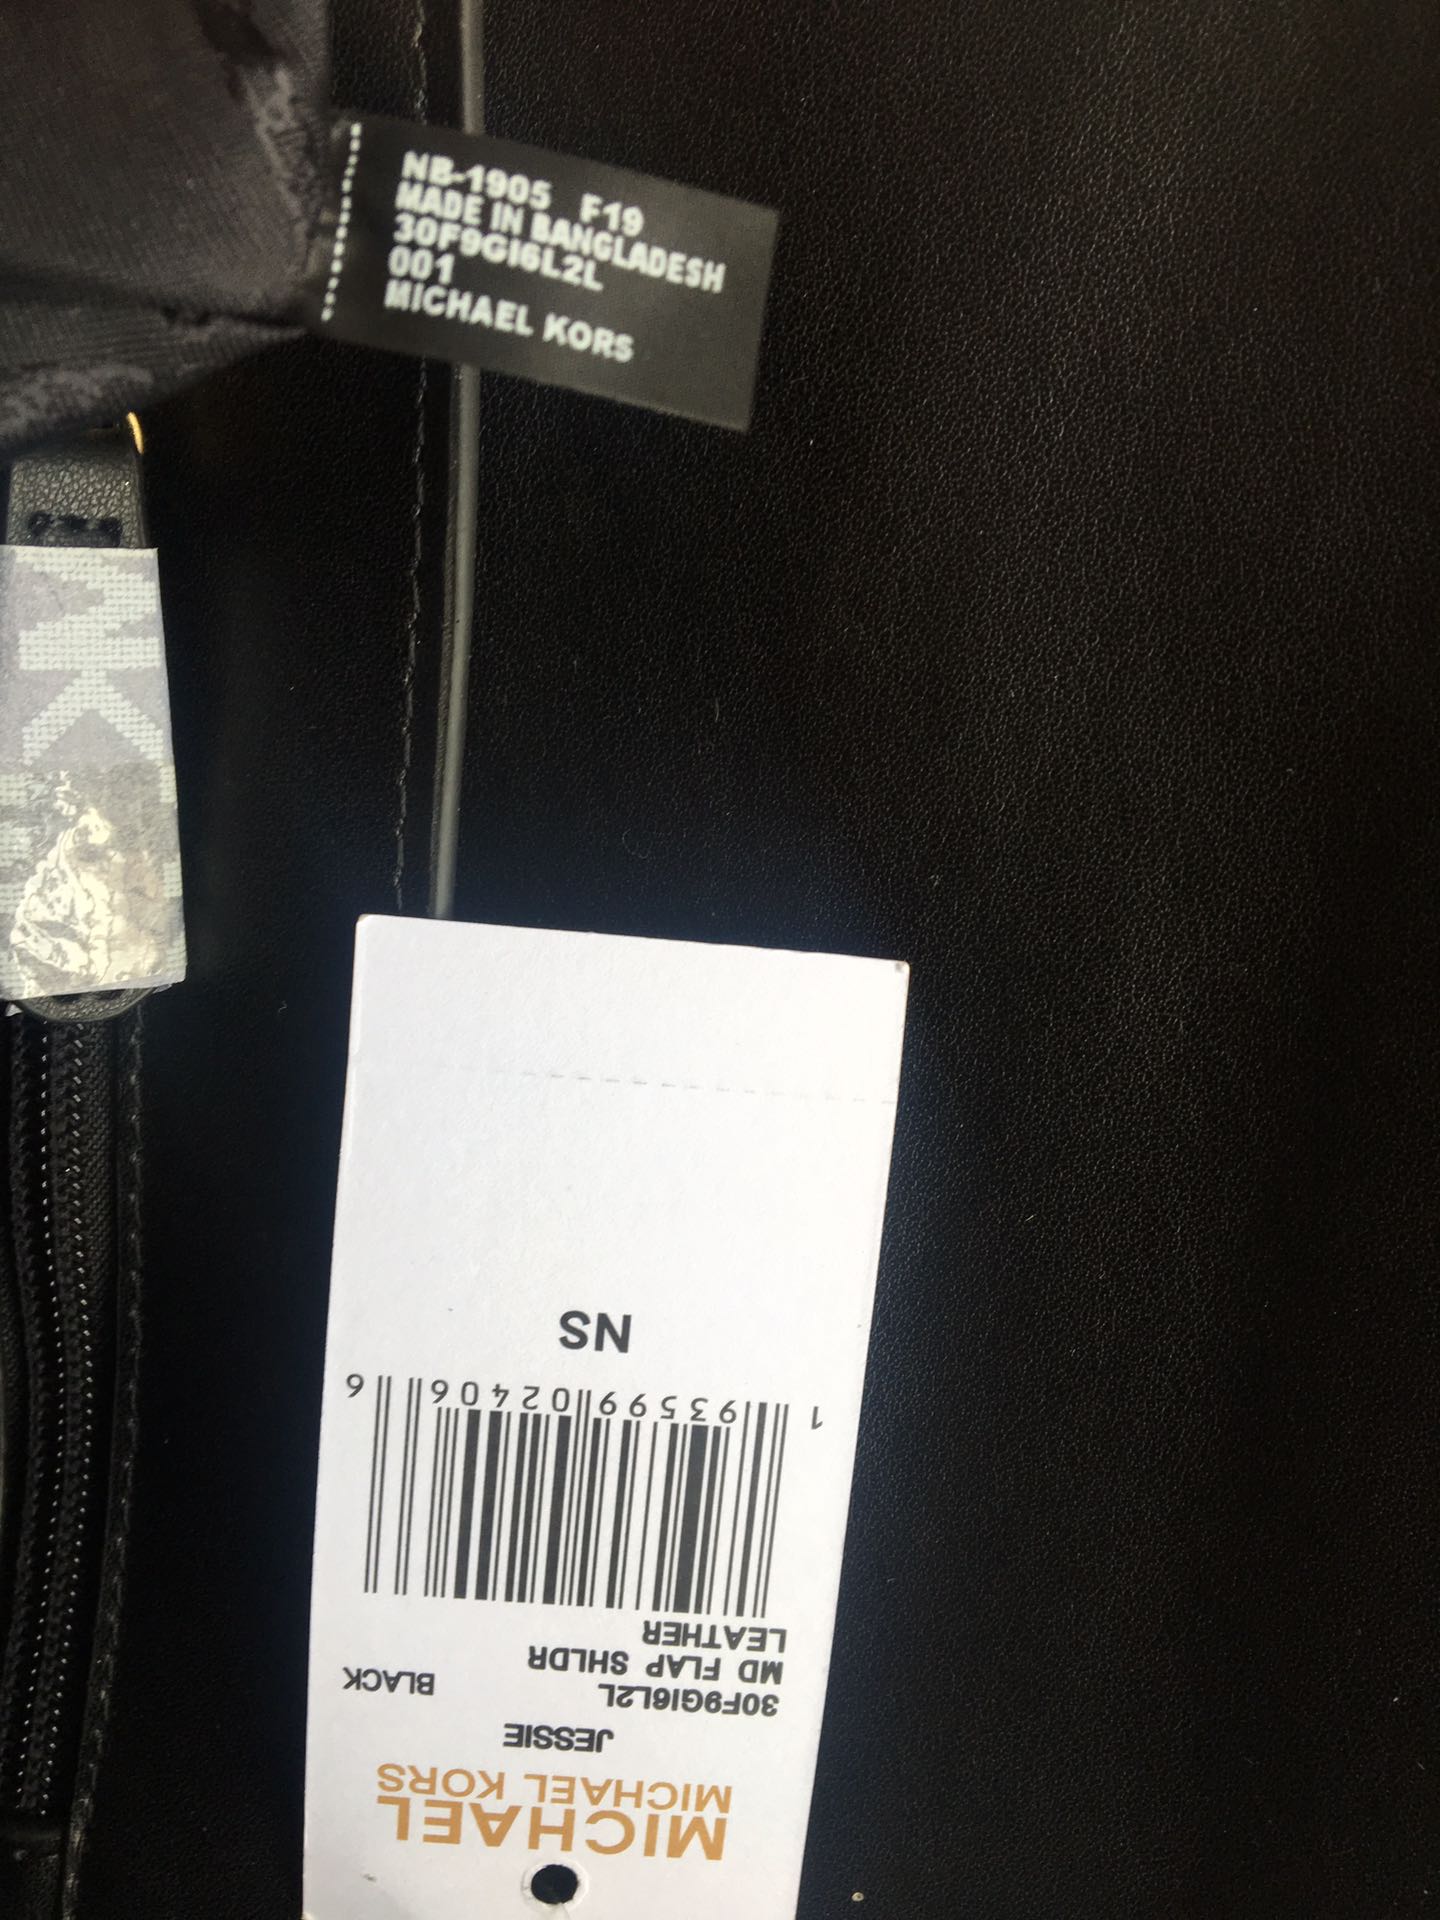 NB-1905 F19
MADE IN BANGLADESH
30F9GI6L2L
001
MICHAEL KORS
MK
MICHAEL
MICHAEL KORS
JESSIE
30F9GI6L2L BLACK
MD FLAP SHLDR
LEATHER
1 93599 02406 6
NS